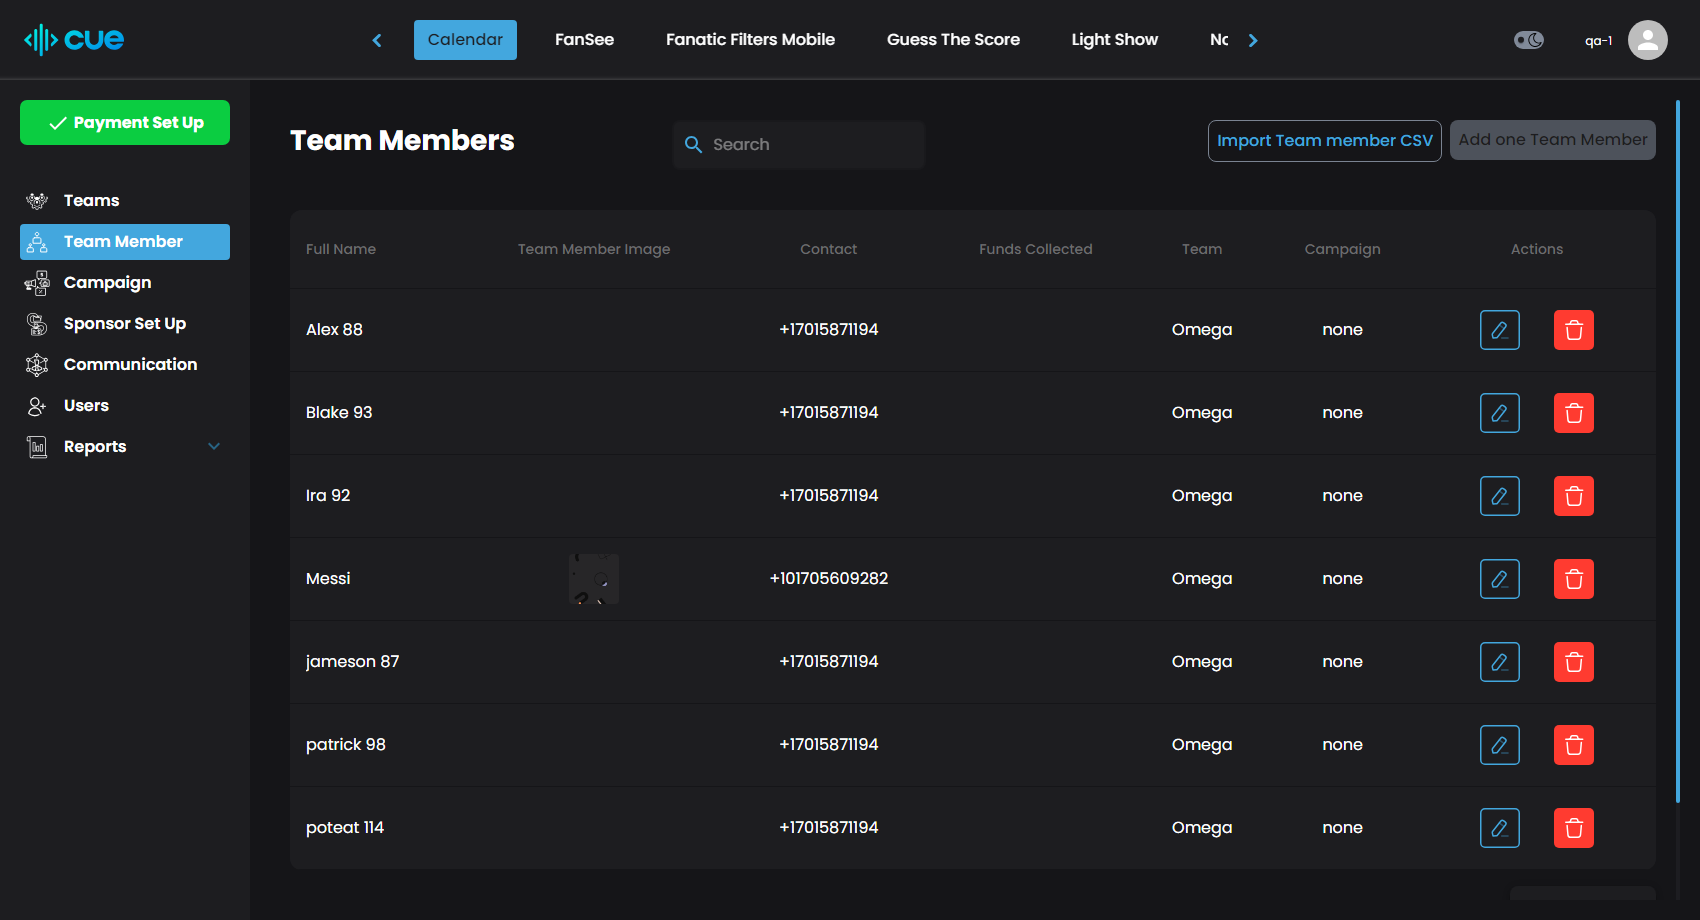 cue
Calendar
FanSee
Fanatic Filters Mobile
Guess The Score
Light Show
qa-1
Payment Set Up
Teams
Team Member
Campaign
Sponsor Set Up
Communication
Users
Reports
Team Members
Search
Import Team member CSV
Add one Team Member
Full Name Team Member Image Contact Funds Collected Team Campaign Actions
Alex 88 +17015871194 Omega none
Blake 93 +17015871194 Omega none
Ira 92 +17015871194 Omega none
Messi +101705609282 Omega none
jameson 87 +17015871194 Omega none
patrick 98 +17015871194 Omega none
poteat 114 +17015871194 Omega none